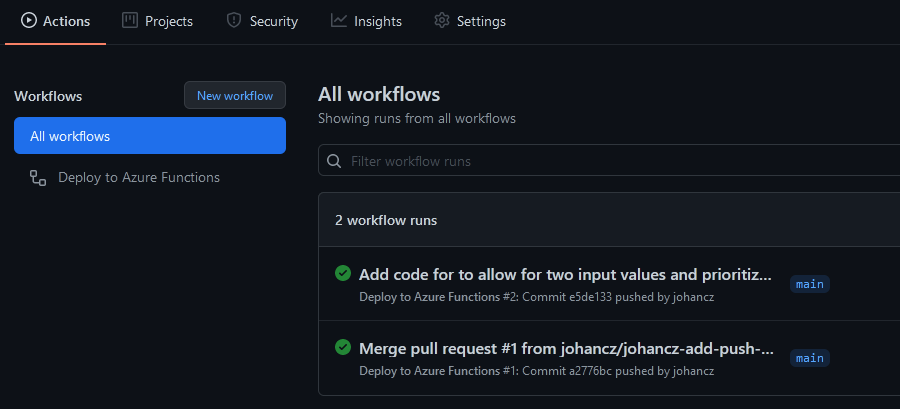 Actions Projects Security Insights Settings
Workflows
New workflow
All workflows
Deploy to Azure Functions
All workflows
Showing runs from all workflows
Filter workflow runs
2 workflow runs
Add code for to allow for two input values and prioritiz...
main
Deploy to Azure Functions #2: Commit e5de133 pushed by johancz
Merge pull request #1 from johancz/johancz-add-push-...
main
Deploy to Azure Functions #1: Commit a2776bc pushed by johancz